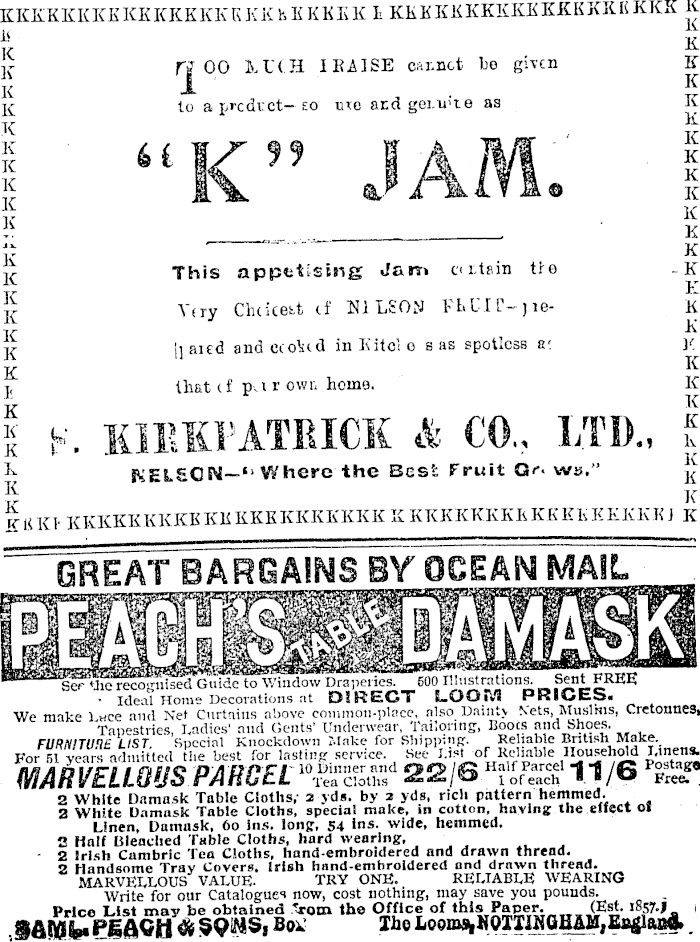 TOO MUCH PRAISE cannot be given
to a product—so pure and genuine as
“K” JAM.
This appetising Jam contain the
Very Choicest of NELSON FRUIT—pre-
pared and cooked in Kitchens as spotless as
that of your own home.
S. KIRKPATRICK & CO., LTD.,
NELSON—“Where the Best Fruit Grows.”
GREAT BARGAINS BY OCEAN MAIL
PEACH'S TABLE DAMASK
See the recognised Guide to Window Draperies. 500 Illustrations. Sent FREE
Ideal Home Decorations at DIRECT LOOM PRICES.
We make Lace and Net Curtains above common-place, also Dainty Nets, Muslins, Cretonnes,
Tapestries, Ladies' and Gents' Underwear, Tailoring, Boots and Shoes.
FURNITURE LIST. Special Knockdown Make for Shipping. Reliable British Make.
For 51 years admitted the best for lasting service. See List of Reliable Household Linens.
MARVELLOUS PARCEL 10 Dinner and Tea Cloths 22/6 Half Parcel 1 of each 11/6 Postage Free.
2 White Damask Table Cloths, 2 yds. by 2 yds, rich pattern hemmed.
2 White Damask Table Cloths, special make, in cotton, having the effect of
Linen, Damask, 60 ins. long, 54 ins. wide, hemmed.
2 Half Bleached Table Cloths, hard wearing,
2 Irish Cambric Tea Cloths, hand-embroidered and drawn thread.
2 Handsome Tray Covers, Irish hand-embroidered and drawn thread.
MARVELLOUS VALUE. TRY ONE. RELIABLE WEARING
Write for our Catalogues now, cost nothing, may save you pounds.
Price List may be obtained from the Office of this Paper. (Est. 1857.)
SAML. PEACH & SONS, Box The Looms, NOTTINGHAM, England.